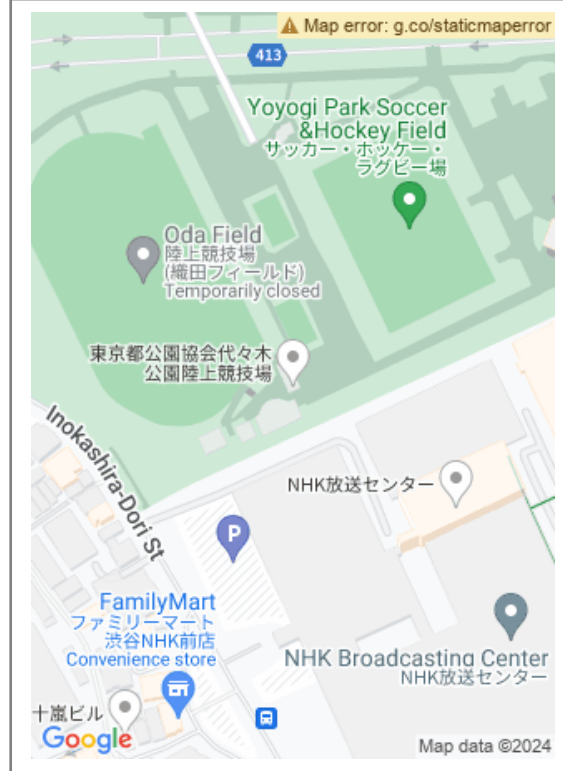 Map error: g.co/staticmaperror
413
Yoyogi Park Soccer
&Hockey Field
サッカー・ホッケー・
ラグビー場
Oda Field
陸上競技場
(織田フィールド)
Temporarily closed
東京都公園協会代々木
公園陸上競技場
Inokashira-Dori St
NHK放送センター
P
FamilyMart
ファミリーマート
渋谷NHK前店
Convenience store
NHK Broadcasting Center
NHK放送センター
十嵐ビル
Google
Map data ©2024